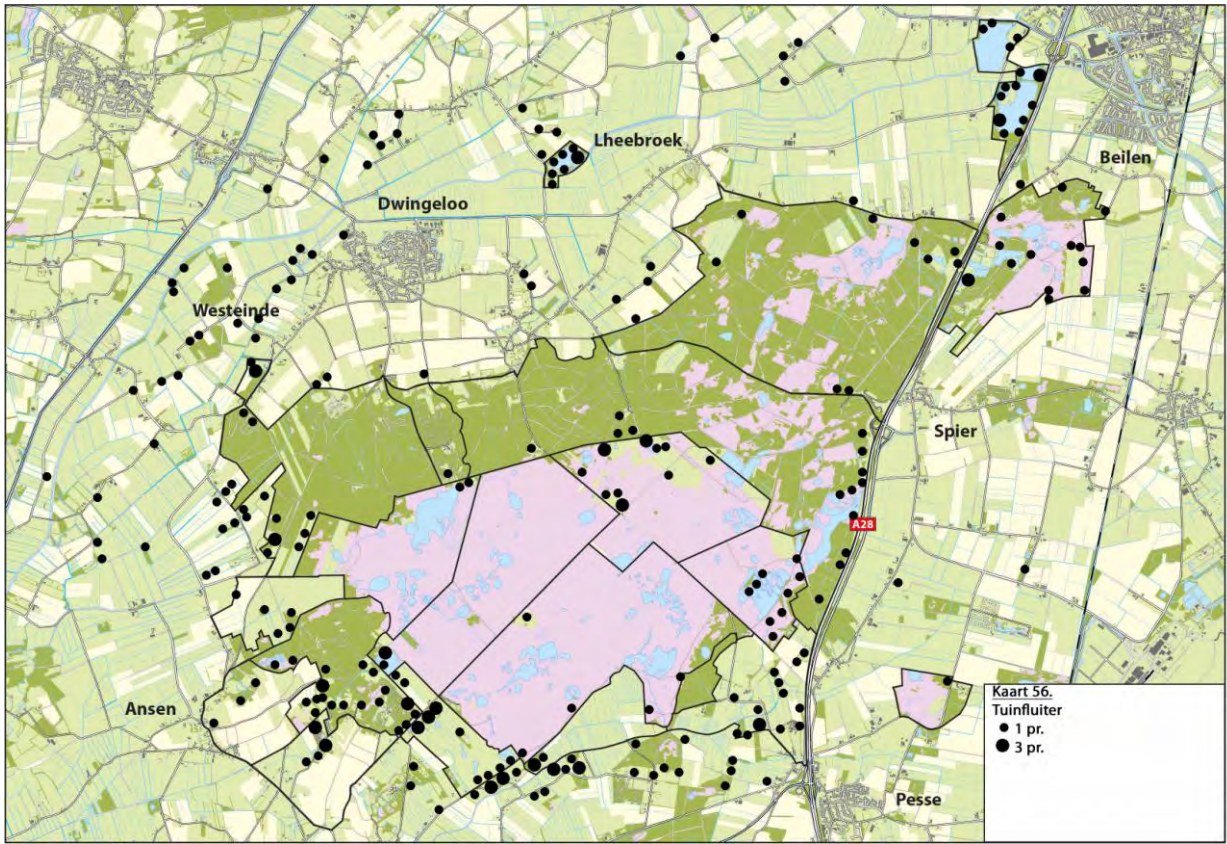 Lheebroek
Beilen
Dwingeloo
Westeinde
Spier
A28
Ansen
Pesse
Kaart 56.
Tuinfluiter
1 pr.
3 pr.